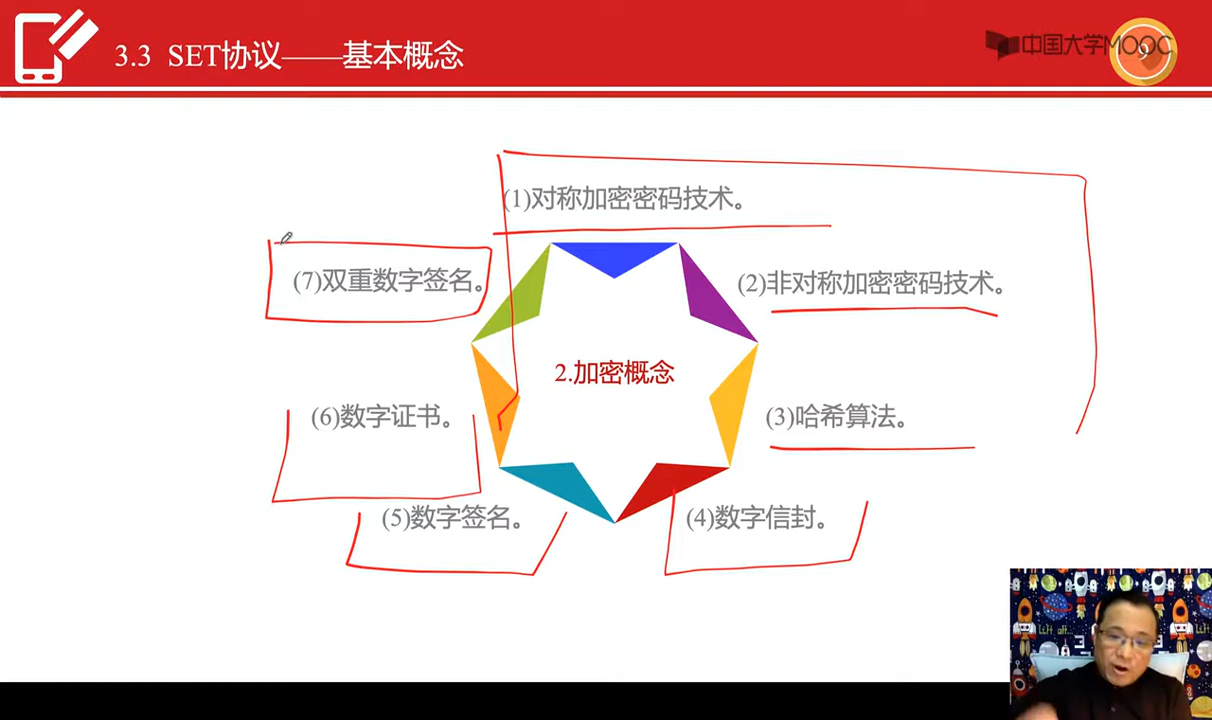 3.3 SET协议——基本概念
中国大学MOOC
9
(1)对称加密密码技术。
(7)双重数字签名。
(2)非对称加密密码技术。
2.加密概念
(6)数字证书。
(3)哈希算法。
(5)数字签名。
(4)数字信封。